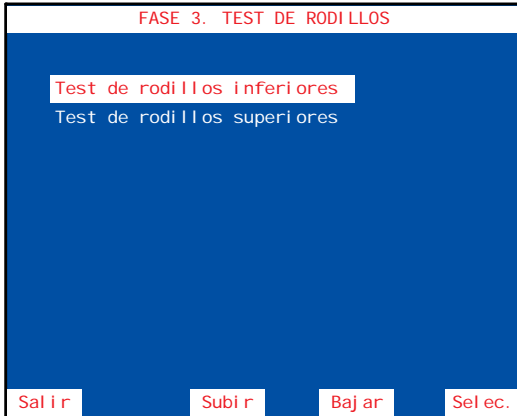 FASE 3. TEST DE RODILLOS
Test de rodillos inferiores
Test de rodillos superiores
Salir Subir Bajar Selec.